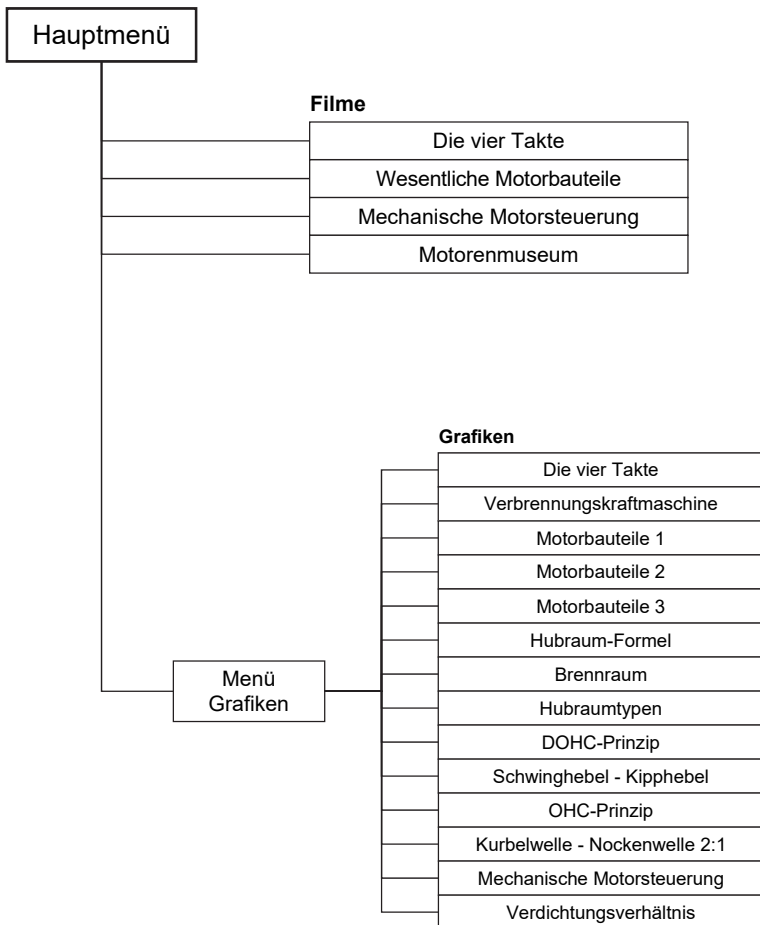 Hauptmenü
Filme
Die vier Takte
Wesentliche Motorbauteile
Mechanische Motorsteuerung
Motorenmuseum
Grafiken
Die vier Takte
Verbrennungskraftmaschine
Motorbauteile 1
Motorbauteile 2
Motorbauteile 3
Hubraum-Formel
Brennraum
Hubraumtypen
DOHC-Prinzip
Schwinghebel - Kipphebel
OHC-Prinzip
Kurbelwelle - Nockenwelle 2:1
Mechanische Motorsteuerung
Verdichtungsverhältnis
Menü
Grafiken